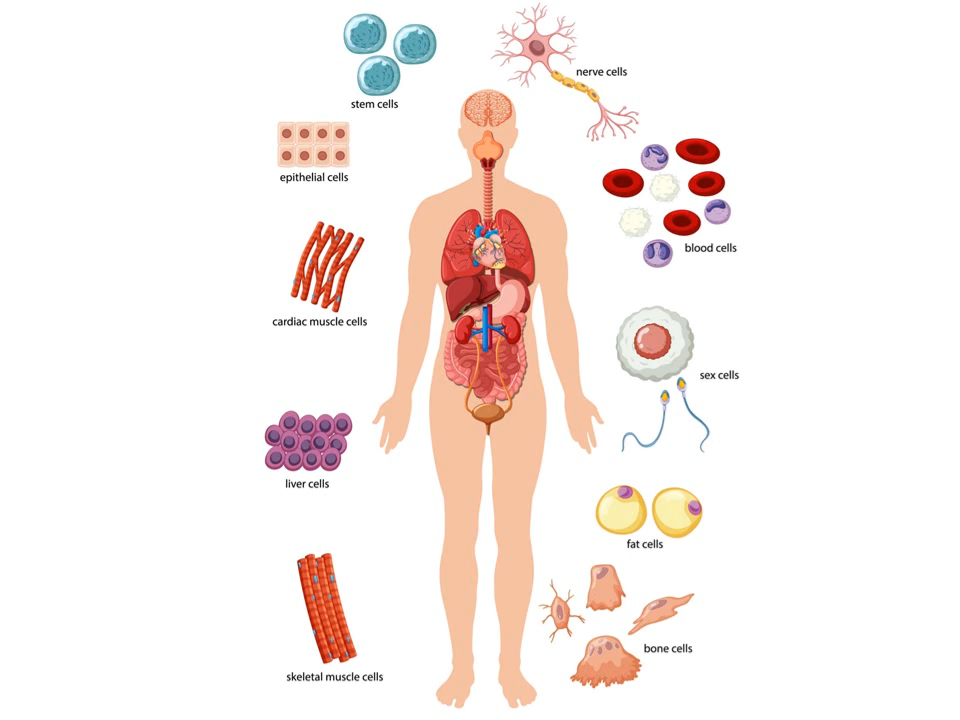 nerve cells
stem cells
epithelial cells
blood cells
cardiac muscle cells
sex cells
liver cells
fat cells
bone cells
skeletal muscle cells